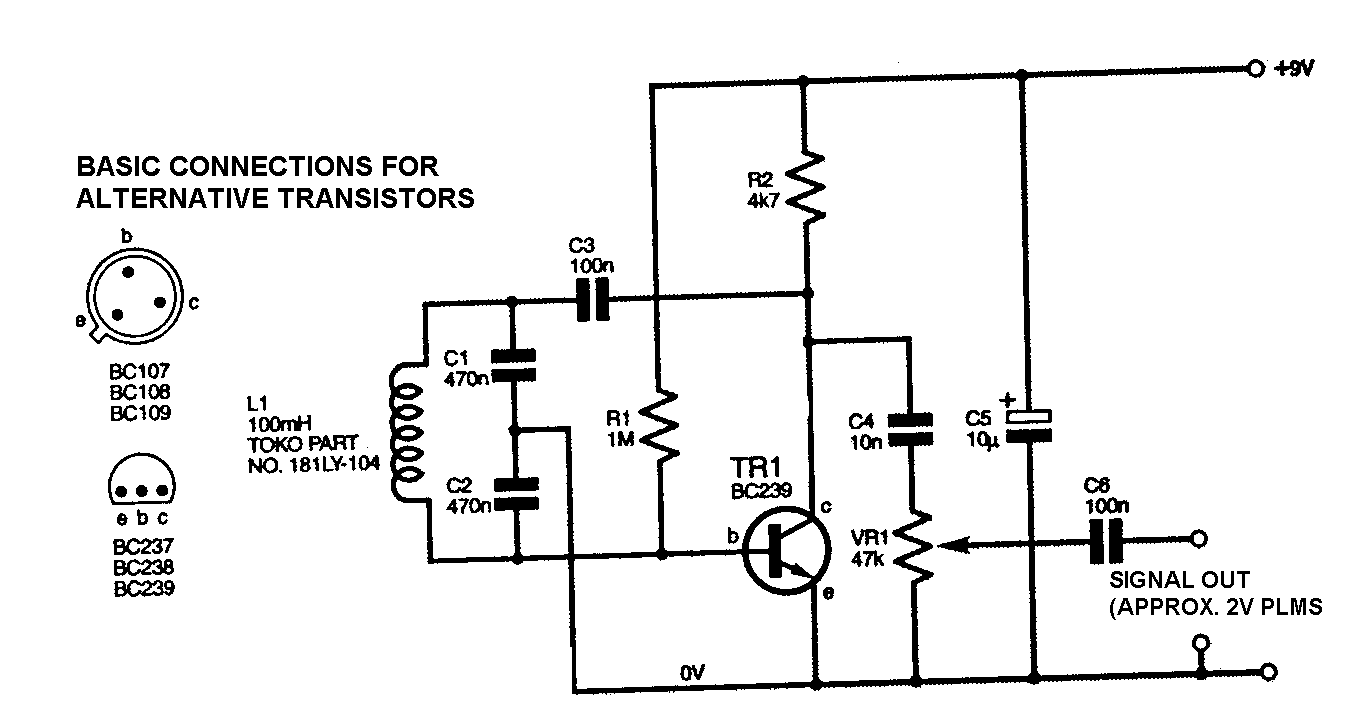 +9V
BASIC CONNECTIONS FOR
ALTERNATIVE TRANSISTORS
b
c
e
BC107
BC108
BC109
e b c
BC237
BC238
BC239
L1
100mH
TOKO PART
NO. 181LY-104
C1
470n
C2
470n
C3
100n
R1
1M
R2
4k7
TR1
BC239
b
c
e
C4
10n
VR1
47k
+
C5
10μ
C6
100n
SIGNAL OUT
(APPROX. 2V PLMS
0V